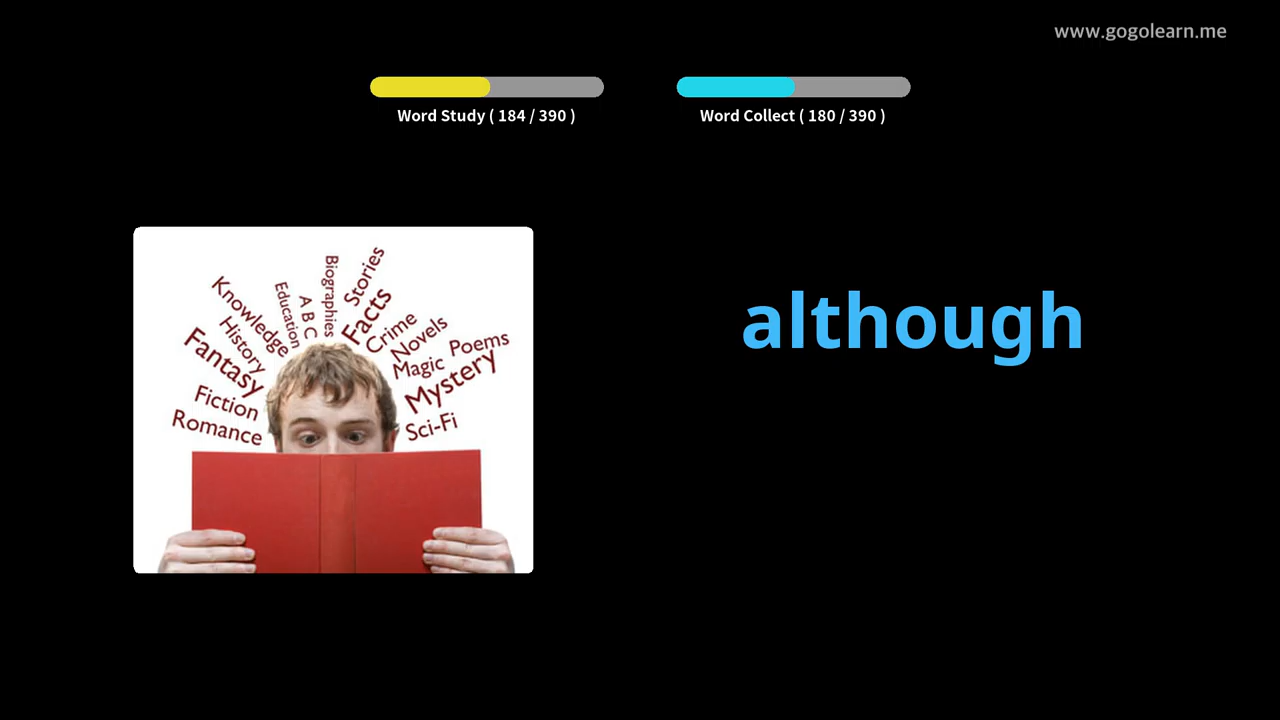 www.gogolearn.me
Word Study ( 184 / 390 )
Word Collect ( 180 / 390 )
Biographies
Stories
Education
A B C
Facts
Knowledge
Crime
History
Novels
Fantasy
Magic
Poems
Mystery
Fiction
Romance
Sci-Fi
although